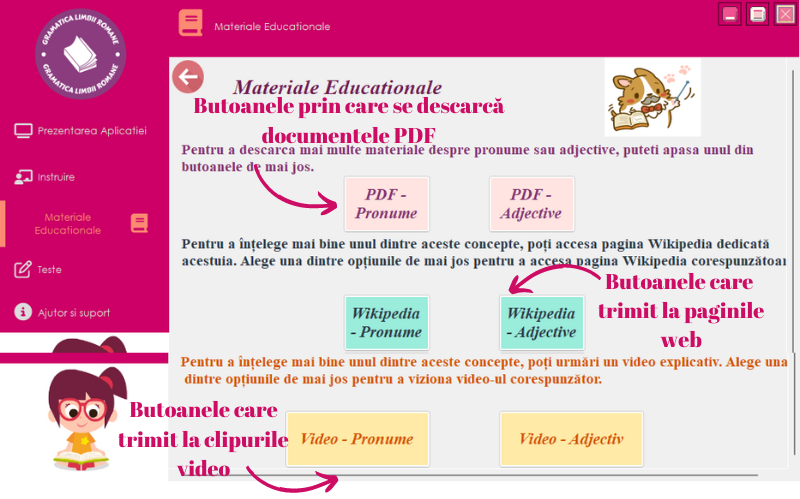 GRAMATICA LIMBII ROMANE
GRAMATICA LIMBII ROMANE
Materiale Educationale
Prezentarea Aplicatiei
Instruire
Materiale
Educationale
Teste
Ajutor si suport
Materiale Educationale
Butoanele prin care se descarcă
documentele PDF
Pentru a descarca mai multe materiale despre pronume sau adjective, puteti apasa unul din
butoanele de mai jos.
PDF -
Pronume
PDF -
Adjective
Pentru a înțelege mai bine unul dintre aceste concepte, poți accesa pagina Wikipedia dedicată
acestuia. Alege una dintre opțiunile de mai jos pentru a accesa pagina Wikipedia corespunzătoar
Butoanele care
trimit la paginile
web
Wikipedia
- Pronume
Wikipedia
- Adjective
Pentru a înțelege mai bine unul dintre aceste concepte, poți urmări un video explicativ. Alege una
dintre opțiunile de mai jos pentru a viziona video-ul corespunzător.
Butoanele care
trimit la clipurile
video
Video - Pronume
Video - Adjectiv